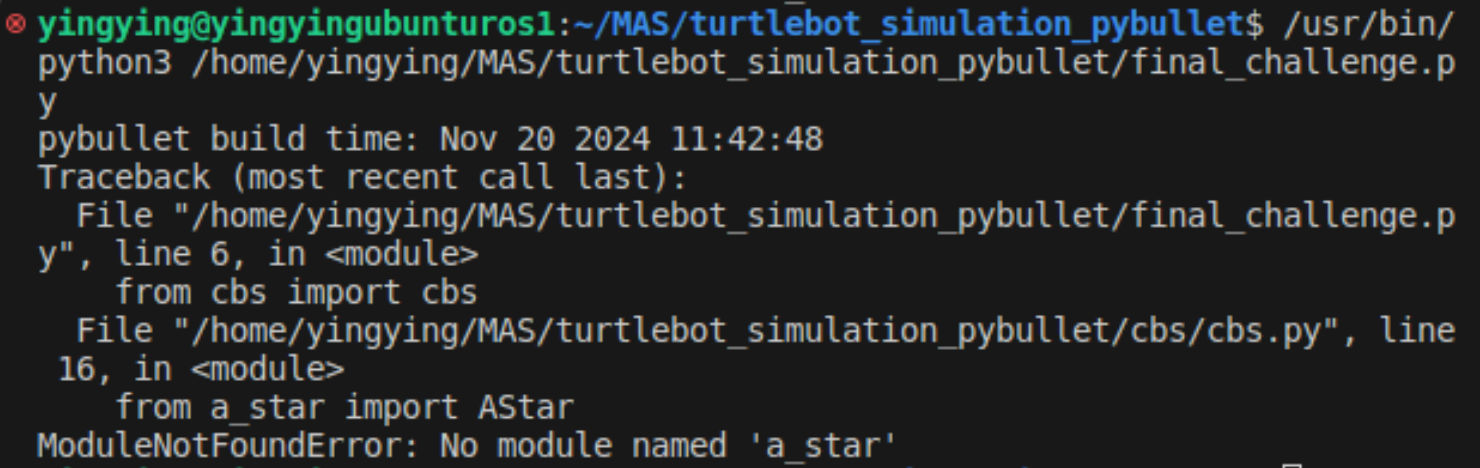 yingying@yingyingubunturos1:~/MAS/turtlebot_simulation_pybullet$ /usr/bin/
python3 /home/yingying/MAS/turtlebot_simulation_pybullet/final_challenge.p
y
pybullet build time: Nov 20 2024 11:42:48
Traceback (most recent call last):
  File "/home/yingying/MAS/turtlebot_simulation_pybullet/final_challenge.p
y", line 6, in <module>
    from cbs import cbs
  File "/home/yingying/MAS/turtlebot_simulation_pybullet/cbs/cbs.py", line
 16, in <module>
    from a_star import AStar
ModuleNotFoundError: No module named 'a_star'